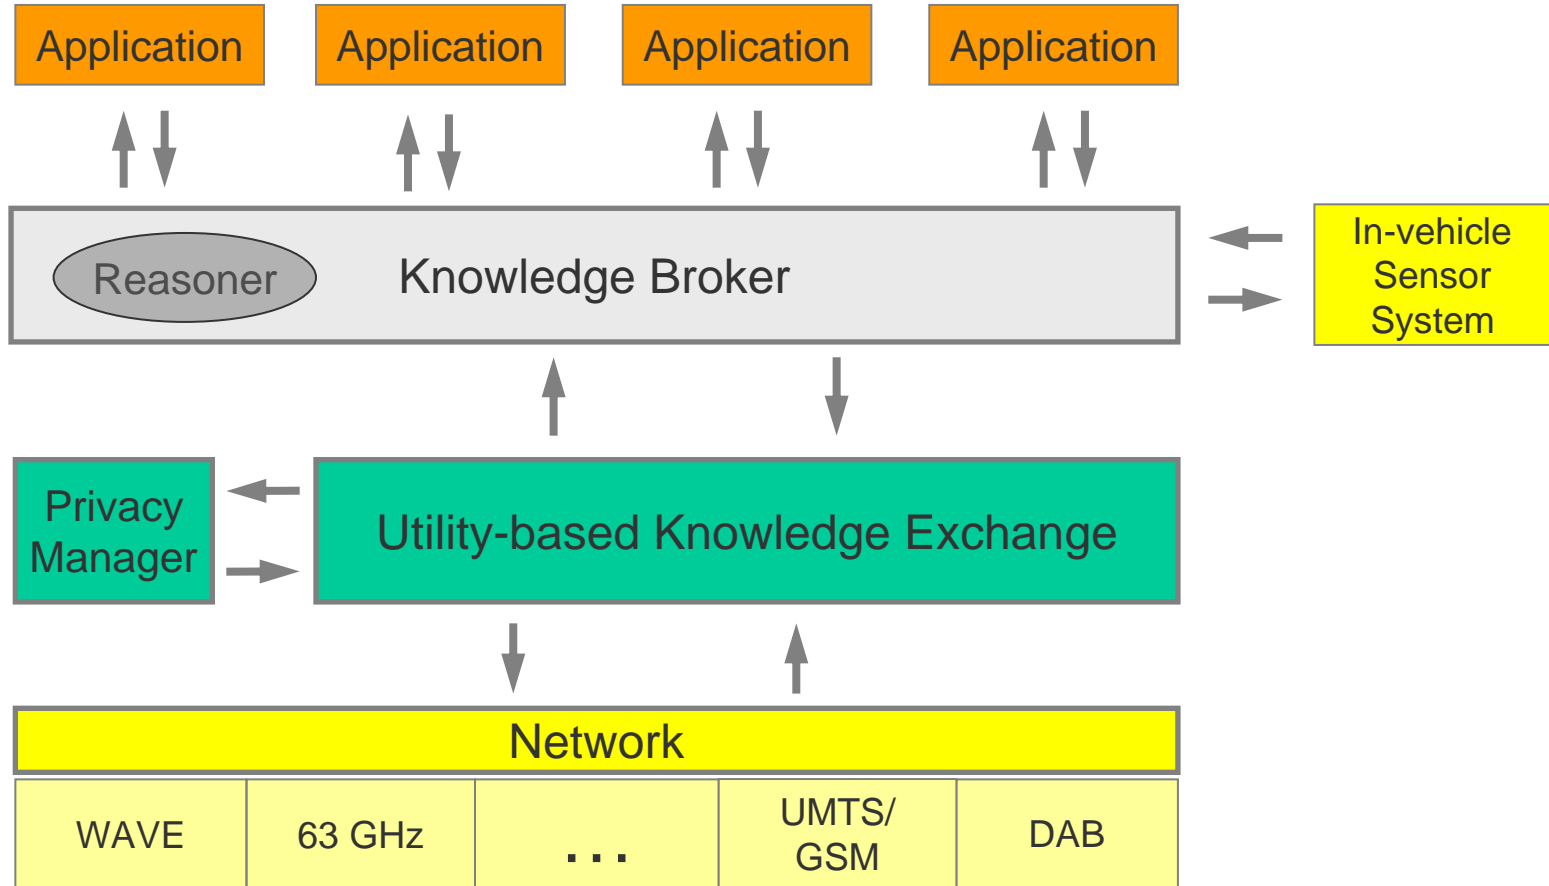 Application
Application
Application
Application
Reasoner
Knowledge Broker
In-vehicle
Sensor
System
Privacy
Manager
Utility-based Knowledge Exchange
Network
WAVE
63 GHz
...
UMTS/
GSM
DAB